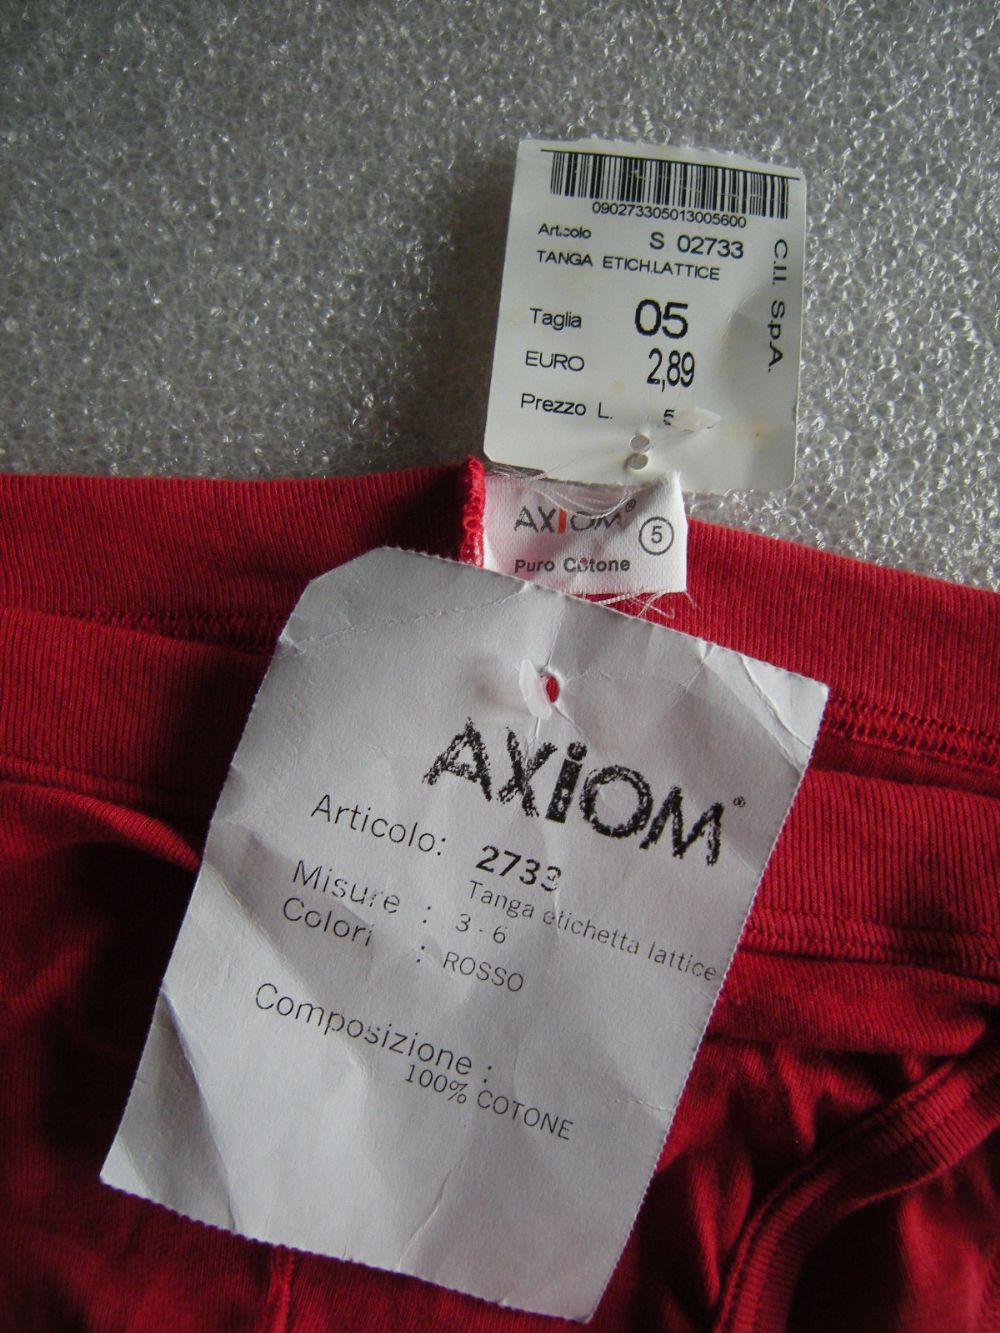 090273305013005600
Articolo S 02733
TANGA ETICH.LATTICE
Taglia 05
EURO 2,89
Prezzo L. 5
C.I.I. SpA.
AXIOM® 5
Puro Cotone
AXIOM®
Articolo: 2733
Tanga etichetta lattice
Misure : 3-6
Colori : ROSSO
Composizione :
100% COTONE